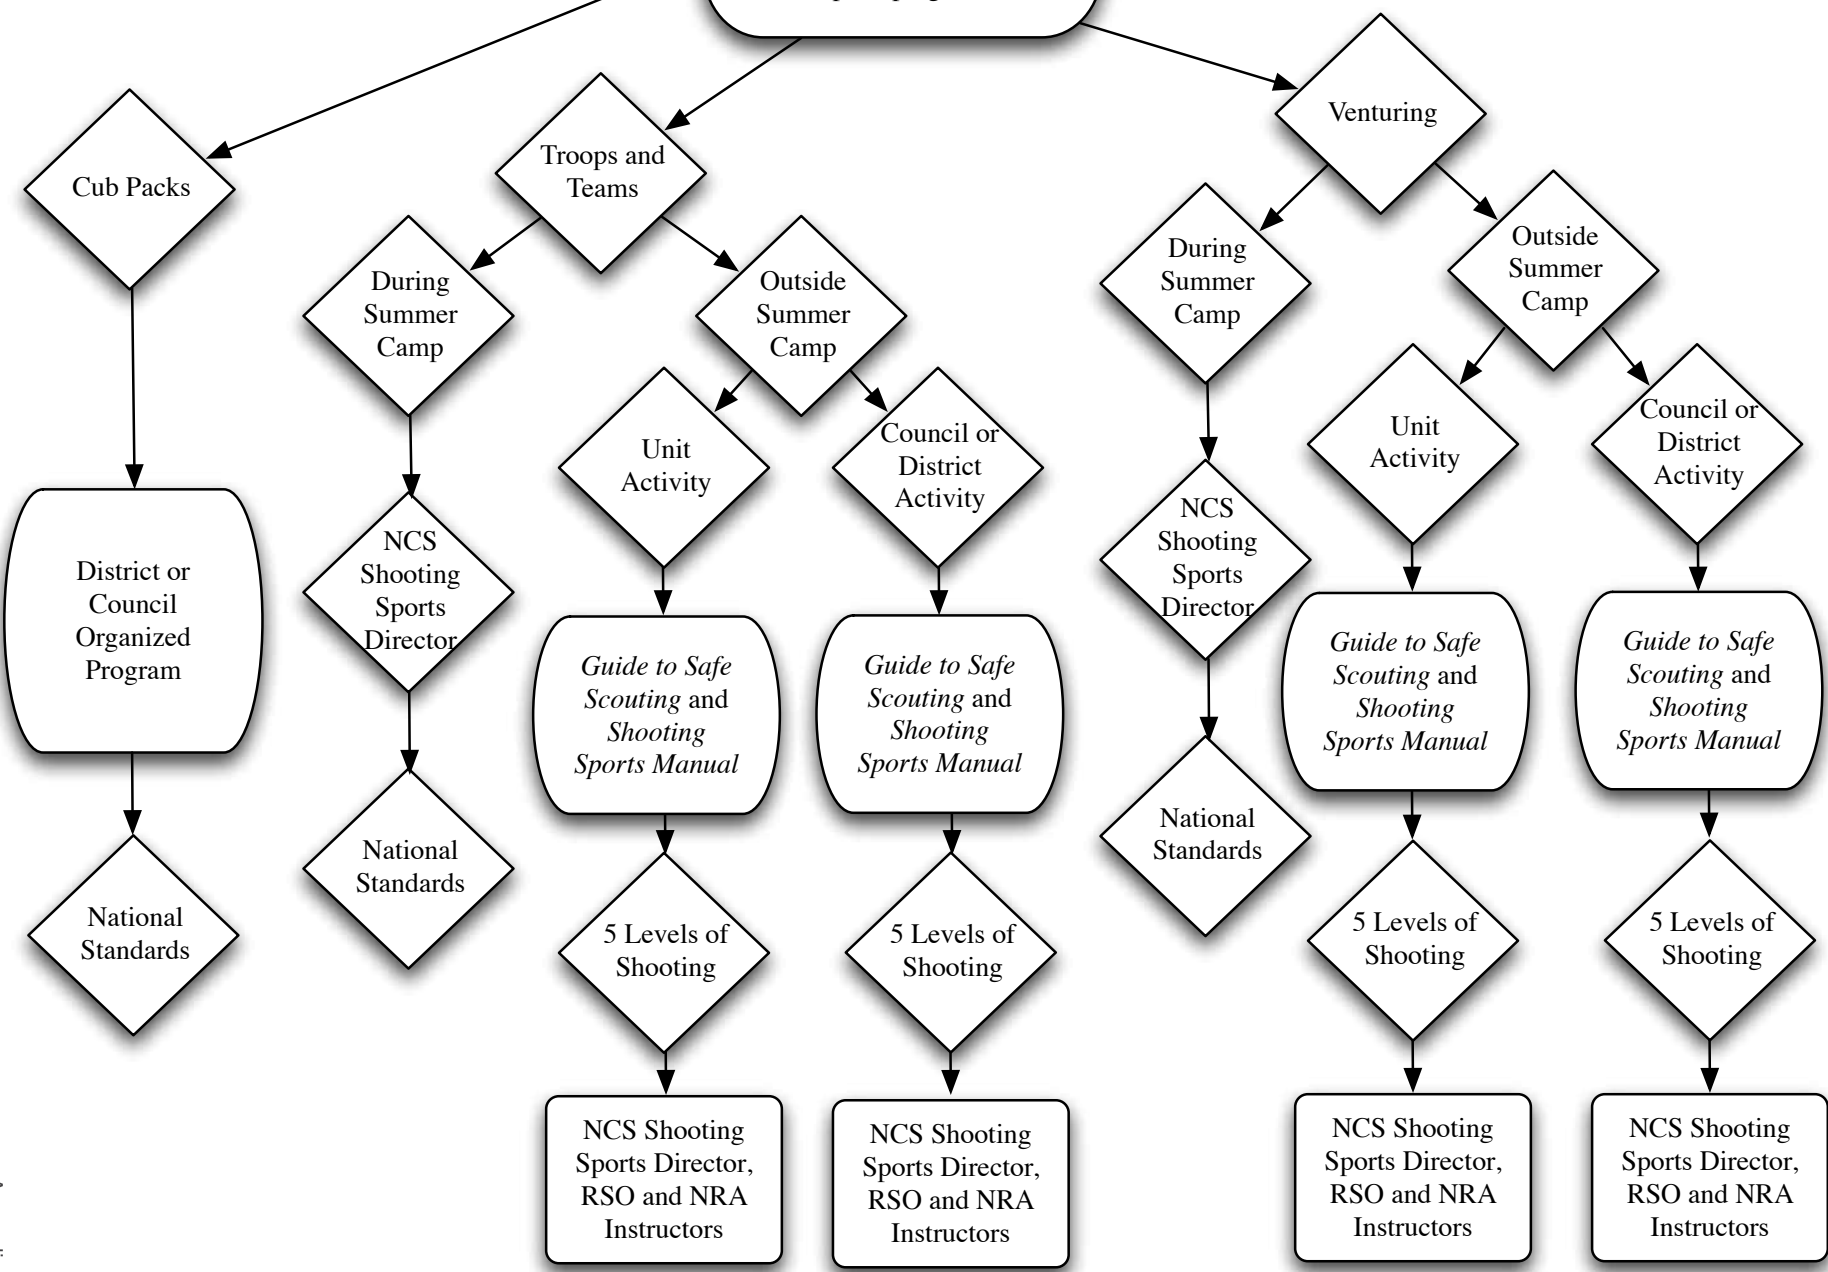 Venturing
Troops and
Teams
Cub Packs
During
Summer
Camp
Outside
Summer
Camp
During
Summer
Camp
Outside
Summer
Camp
Unit
Activity
Council or
District
Activity
Unit
Activity
Council or
District
Activity
District or
Council
Organized
Program
NCS
Shooting
Sports
Director
Guide to Safe
Scouting and
Shooting
Sports Manual
Guide to Safe
Scouting and
Shooting
Sports Manual
NCS
Shooting
Sports
Director
Guide to Safe
Scouting and
Shooting
Sports Manual
Guide to Safe
Scouting and
Shooting
Sports Manual
National
Standards
National
Standards
5 Levels of
Shooting
5 Levels of
Shooting
National
Standards
5 Levels of
Shooting
5 Levels of
Shooting
NCS Shooting
Sports Director,
RSO and NRA
Instructors
NCS Shooting
Sports Director,
RSO and NRA
Instructors
NCS Shooting
Sports Director,
RSO and NRA
Instructors
NCS Shooting
Sports Director,
RSO and NRA
Instructors